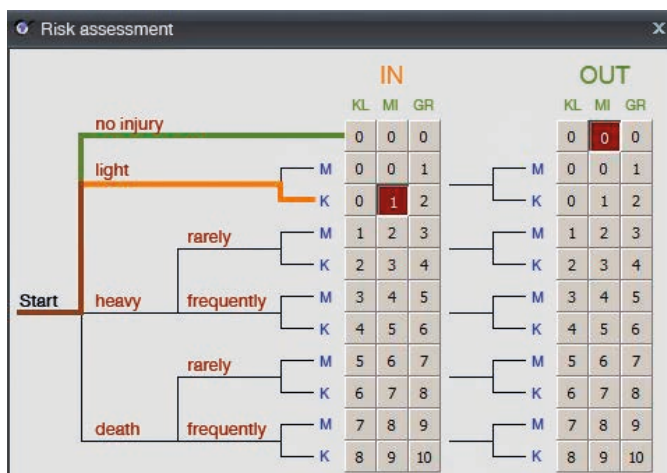 Risk assessment X
IN OUT
KL MI GR KL MI GR
no injury 0 0 0 0 0 0
light M 0 0 1 M 0 0 1
K 0 1 2 K 0 1 2
rarely M 1 2 3 M 1 2 3
K 2 3 4 K 2 3 4
Start heavy frequently M 3 4 5 M 3 4 5
K 4 5 6 K 4 5 6
rarely M 5 6 7 M 5 6 7
K 6 7 8 K 6 7 8
death frequently M 7 8 9 M 7 8 9
K 8 9 10 K 8 9 10